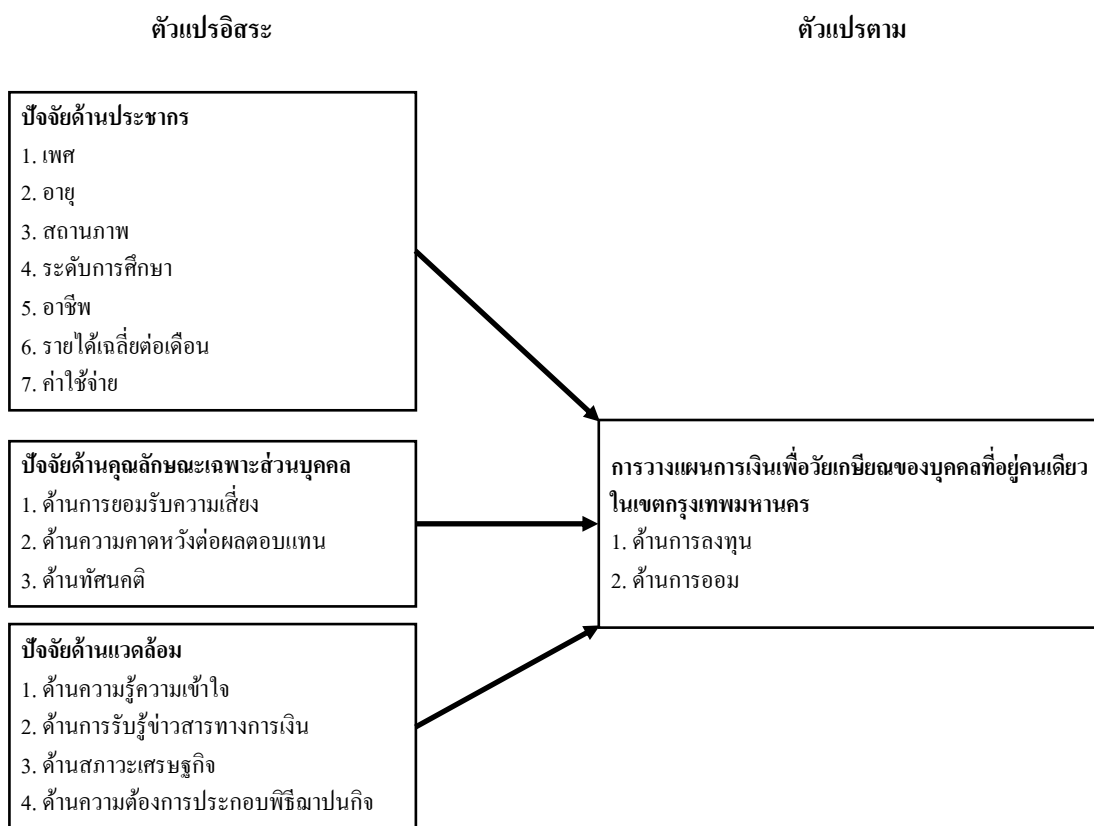 ตัวแปรอิสระ
ตัวแปรตาม
ปัจจัยด้านประชากร
1. เพศ
2. อายุ
3. สถานภาพ
4. ระดับการศึกษา
5. อาชีพ
6. รายได้เฉลี่ยต่อเดือน
7. ค่าใช้จ่าย
ปัจจัยด้านคุณลักษณะเฉพาะส่วนบุคคล
1. ด้านการยอมรับความเสี่ยง
2. ด้านความคาดหวังต่อผลตอบแทน
3. ด้านทัศนคติ
ปัจจัยด้านแวดล้อม
1. ด้านความรู้ความเข้าใจ
2. ด้านการรับรู้ข่าวสารทางการเงิน
3. ด้านสภาวะเศรษฐกิจ
4. ด้านความต้องการประกอบพิธีฌาปนกิจ
การวางแผนการเงินเพื่อวัยเกษียณของบุคคลที่อยู่คนเดียว
ในเขตกรุงเทพมหานคร
1. ด้านการลงทุน
2. ด้านการออม